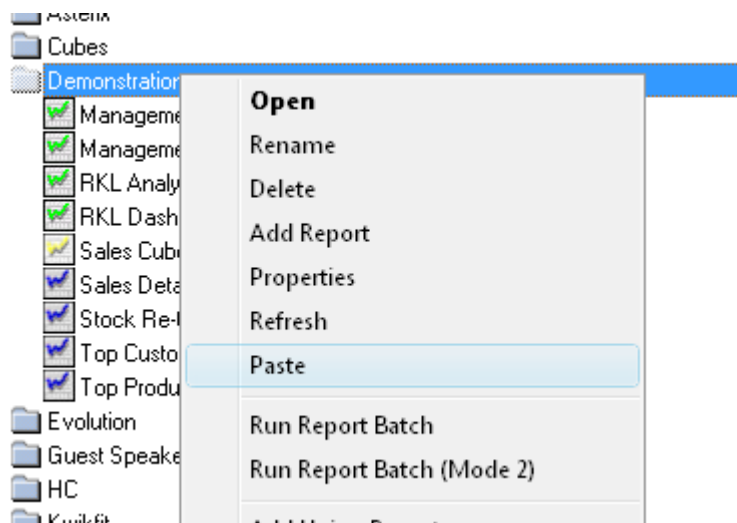 Asterix
Cubes
Demonstration
Manageme
Manageme
RKL Analy
RKL Dash
Sales Cub
Sales Deta
Stock Re-
Top Custo
Top Produ
Evolution
Guest Speake
HC
Kwikfit
Open
Rename
Delete
Add Report
Properties
Refresh
Paste
Run Report Batch
Run Report Batch (Mode 2)